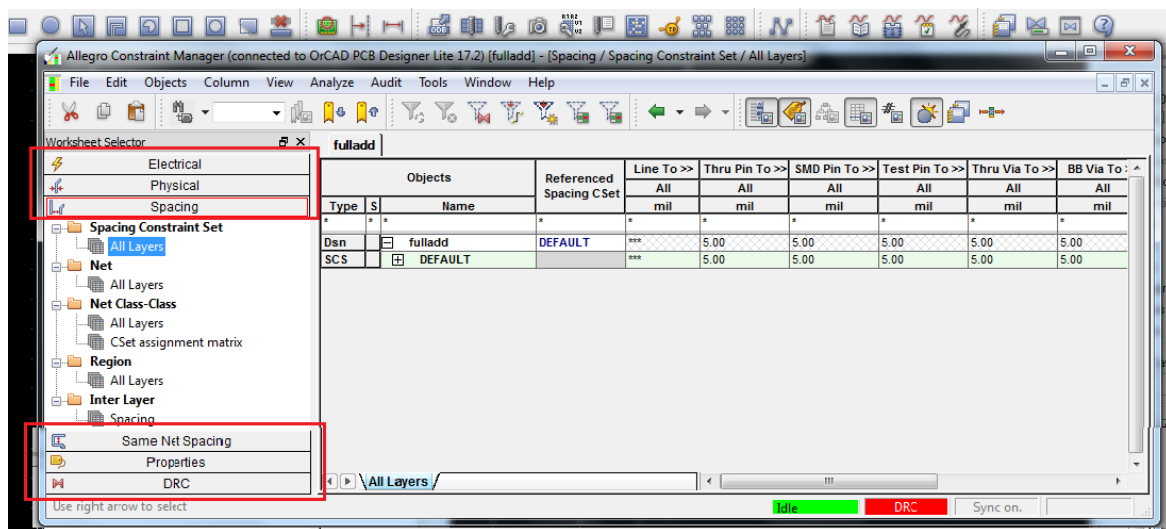 Allegro Constraint Manager (connected to OrCAD PCB Designer Lite 17.2) [fulladd] - [Spacing / Spacing Constraint Set / All Layers]
File Edit Objects Column View Analyze Audit Tools Window Help
Worksheet Selector
fulladd
Electrical
Physical
Spacing
Spacing Constraint Set
All Layers
Net
All Layers
Net Class-Class
All Layers
CSet assignment matrix
Region
All Layers
Inter Layer
Spacing
Same Net Spacing
Properties
DRC
Objects Referenced Spacing CSet Line To >> Thru Pin To >> SMD Pin To >> Test Pin To >> Thru Via To >> BB Via To
All All All All All All
Type S Name mil mil mil mil mil mil
* * * * * * * * * *
Dsn fulladd DEFAULT *** 5.00 5.00 5.00 5.00 5.00
SCS DEFAULT *** 5.00 5.00 5.00 5.00 5.00
All Layers
Use right arrow to select
Idle DRC Sync on.